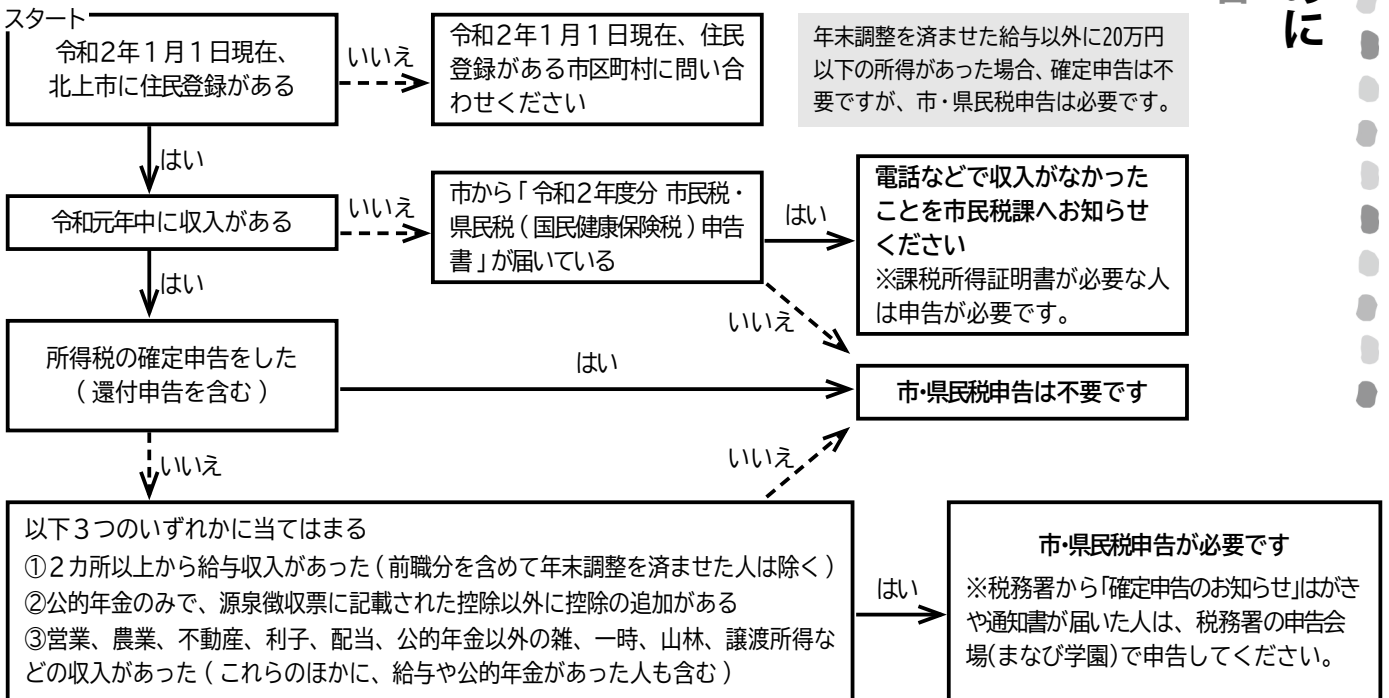 スタート
令和2年1月1日現在、
北上市に住民登録がある
いいえ
令和2年1月1日現在、住民
登録がある市区町村に問い合
わせください
年末調整を済ませた給与以外に20万円
以下の所得があった場合、確定申告は不
要ですが、市・県民税申告は必要です。
はい
令和元年中に収入がある
いいえ
市から「令和2年度分 市民税・
県民税(国民健康保険税)申告
書」が届いている
はい
電話などで収入がなかった
ことを市民税課へお知らせ
ください
※課税所得証明書が必要な人
は申告が必要です。
はい
いいえ
所得税の確定申告をした
(還付申告を含む)
はい
市・県民税申告は不要です
いいえ
いいえ
以下3つのいずれかに当てはまる
①2カ所以上から給与収入があった(前職分を含めて年末調整を済ませた人は除く)
②公的年金のみで、源泉徴収票に記載された控除以外に控除の追加がある
③営業、農業、不動産、利子、配当、公的年金以外の雑、一時、山林、譲渡所得な
どの収入があった(これらのほかに、給与や公的年金があった人も含む)
はい
市・県民税申告が必要です
※税務署から「確定申告のお知らせ」はがき
や通知書が届いた人は、税務署の申告会
場(まなび学園)で申告してください。
に